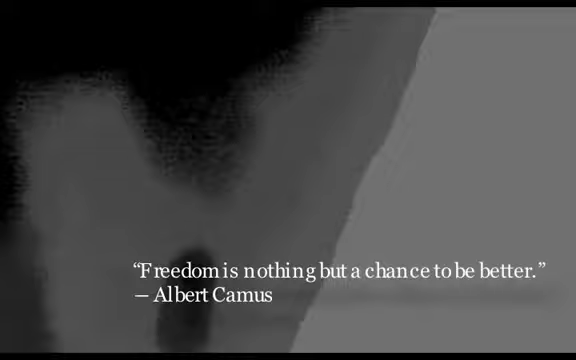 “Freedom is nothing but a chance to be better.”
— Albert Camus